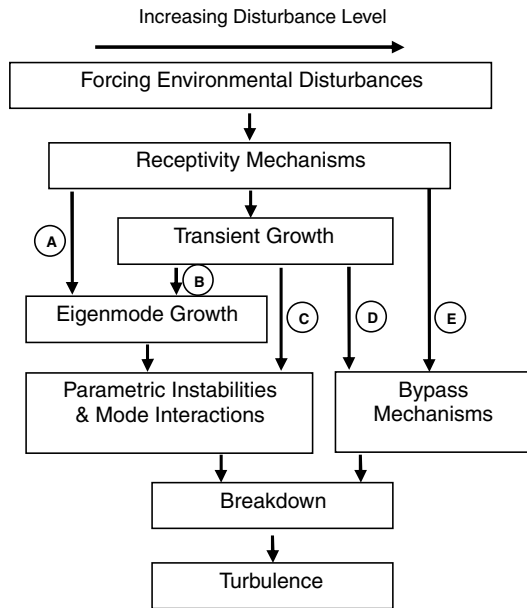 Increasing Disturbance Level
Forcing Environmental Disturbances
Receptivity Mechanisms
A
Transient Growth
B
Eigenmode Growth
C
D
E
Parametric Instabilities
& Mode Interactions
Bypass
Mechanisms
Breakdown
Turbulence